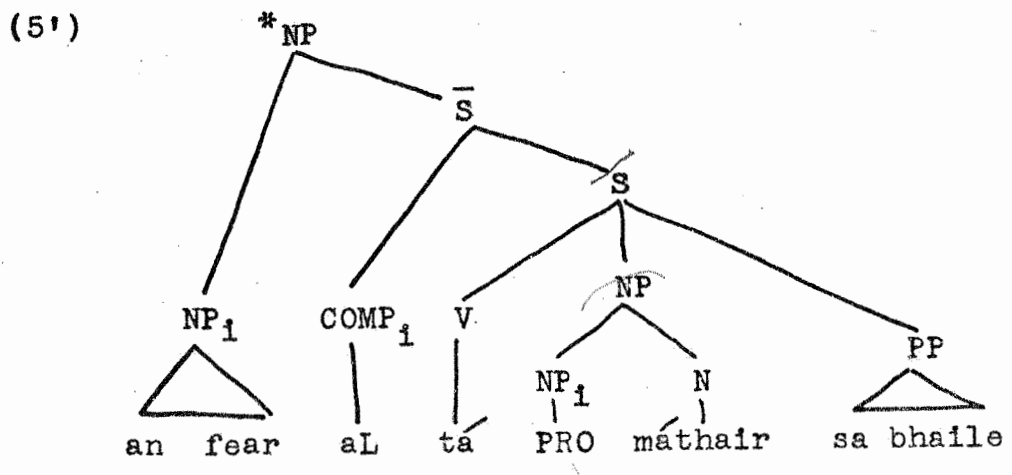 (5')
*NP
S̄
S
NP
NPi COMPi V
PP
NPi N
an fear aL tá PRO máthair sa bhaile